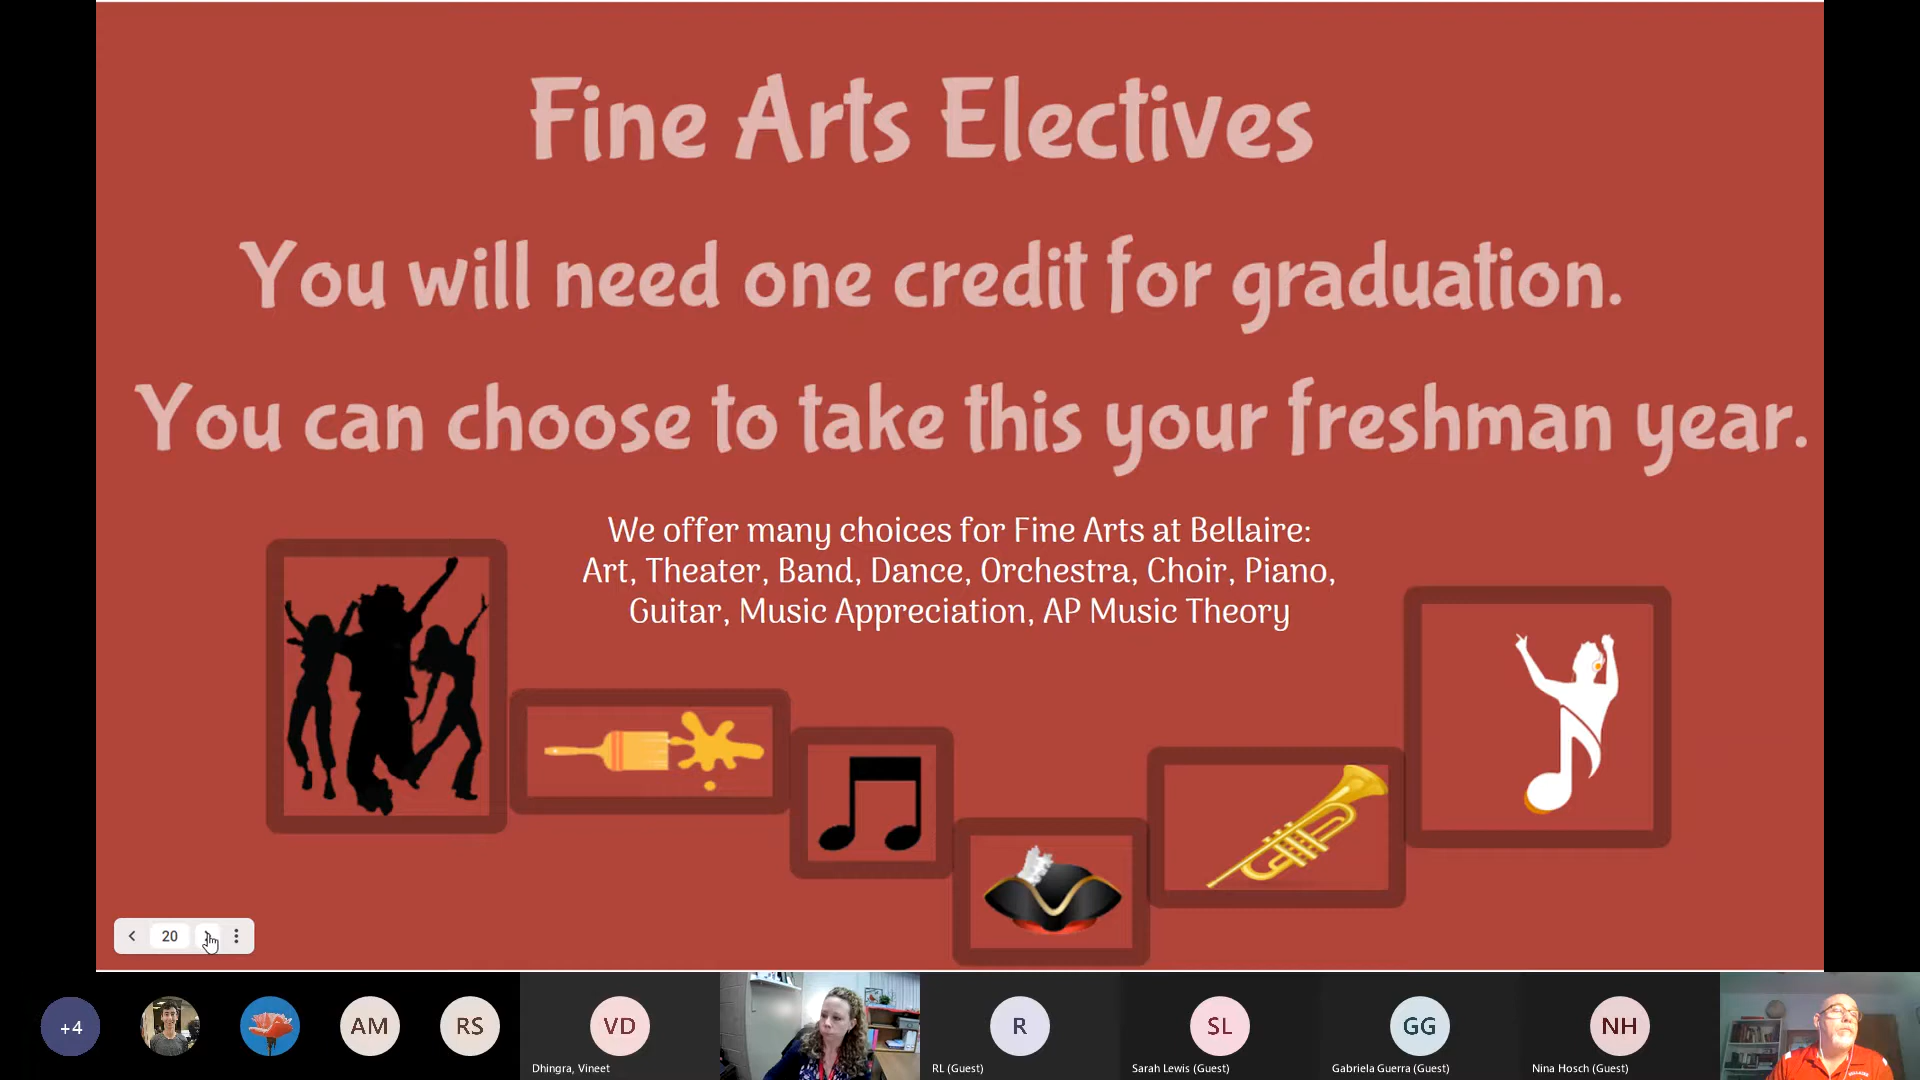 Fine Arts Electives
You will need one credit for graduation.
You can choose to take this your freshman year.
We offer many choices for Fine Arts at Bellaire:
Art, Theater, Band, Dance, Orchestra, Choir, Piano,
Guitar, Music Appreciation, AP Music Theory
20
+4
AM
RS
VD
R
SL
GG
NH
Dhingra, Vineet
RL (Guest)
Sarah Lewis (Guest)
Gabriela Guerra (Guest)
Nina Hosch (Guest)
BELLAIRE